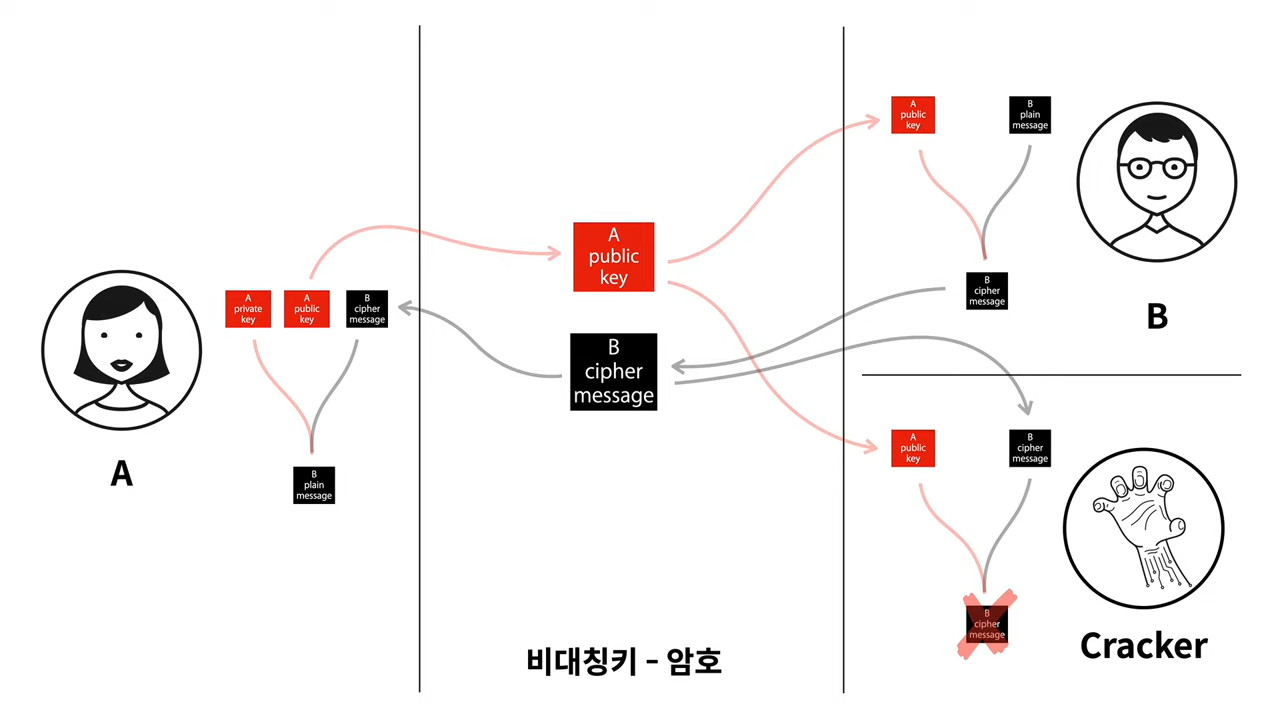 A
private
key
A
public
key
B
cipher
message
B
plain
message
A
A
public
key
B
cipher
message
비대칭키 - 암호
A
public
key
B
plain
message
B
cipher
message
B
A
public
key
B
cipher
message
B
cipher
message
Cracker